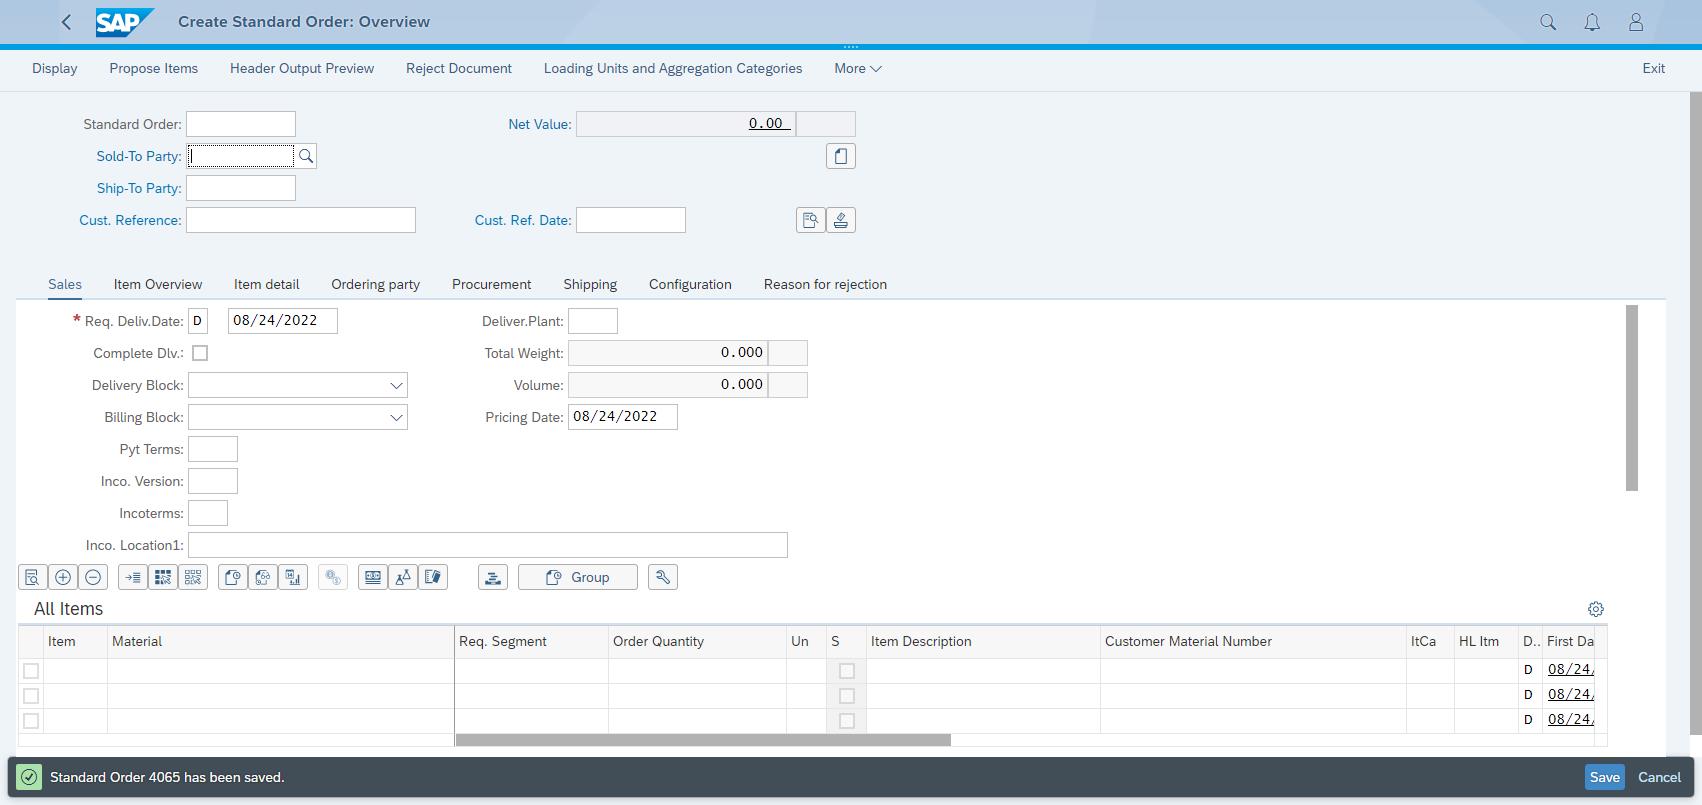 SAP Create Standard Order: Overview
Display Propose Items Header Output Preview Reject Document Loading Units and Aggregation Categories More Exit
Standard Order: Net Value: 0.00
Sold-To Party:
Ship-To Party:
Cust. Reference: Cust. Ref. Date:
Sales Item Overview Item detail Ordering party Procurement Shipping Configuration Reason for rejection
* Req. Deliv.Date: D 08/24/2022 Deliver.Plant:
Complete Dlv.: Total Weight: 0.000
Delivery Block: Volume: 0.000
Billing Block: Pricing Date: 08/24/2022
Pyt Terms:
Inco. Version:
Incoterms:
Inco. Location1:
Group
All Items
Item Material Req. Segment Order Quantity Un S Item Description Customer Material Number ItCa HL Itm D.. First Da
D 08/24/
D 08/24/
D 08/24/
Standard Order 4065 has been saved. Save Cancel